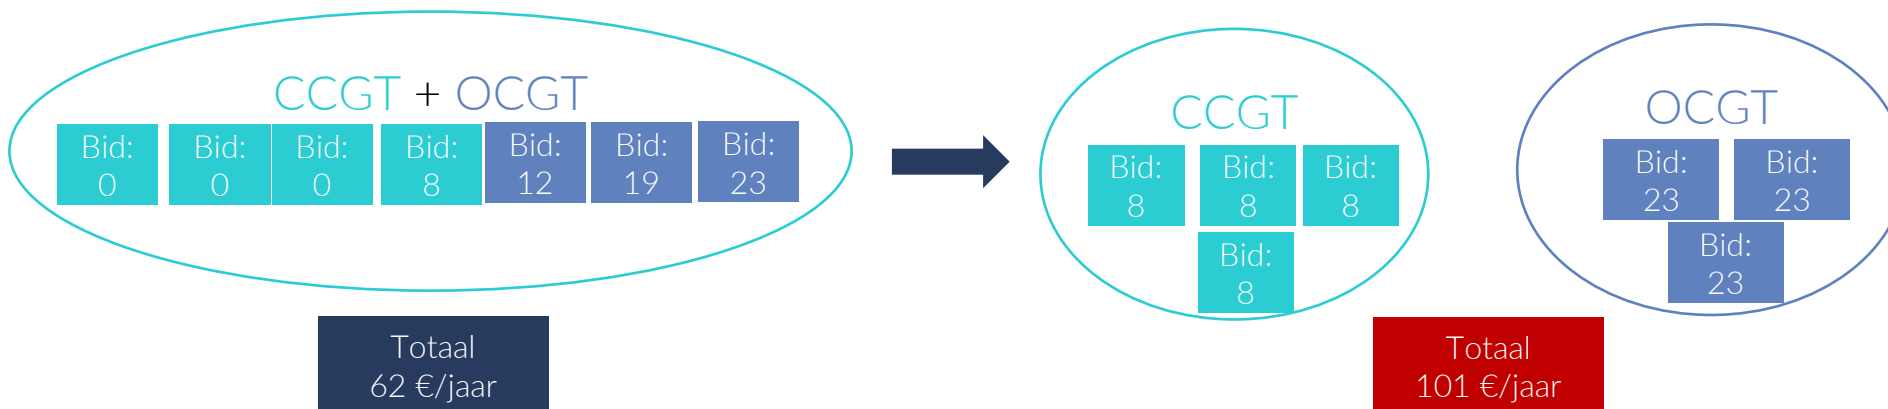 CCGT + OCGT
Bid:
0
Bid:
0
Bid:
0
Bid:
8
Bid:
12
Bid:
19
Bid:
23
Totaal
62 €/jaar
CCGT
Bid:
8
Bid:
8
Bid:
8
Bid:
8
OCGT
Bid:
23
Bid:
23
Bid:
23
Totaal
101 €/jaar